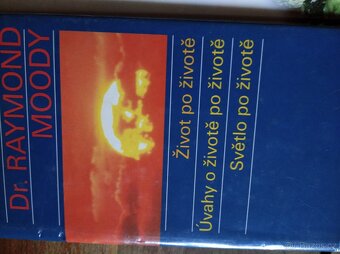 Dr. RAYMOND
MOODY
Život po životě
Úvahy o životě po životě
Světlo po životě